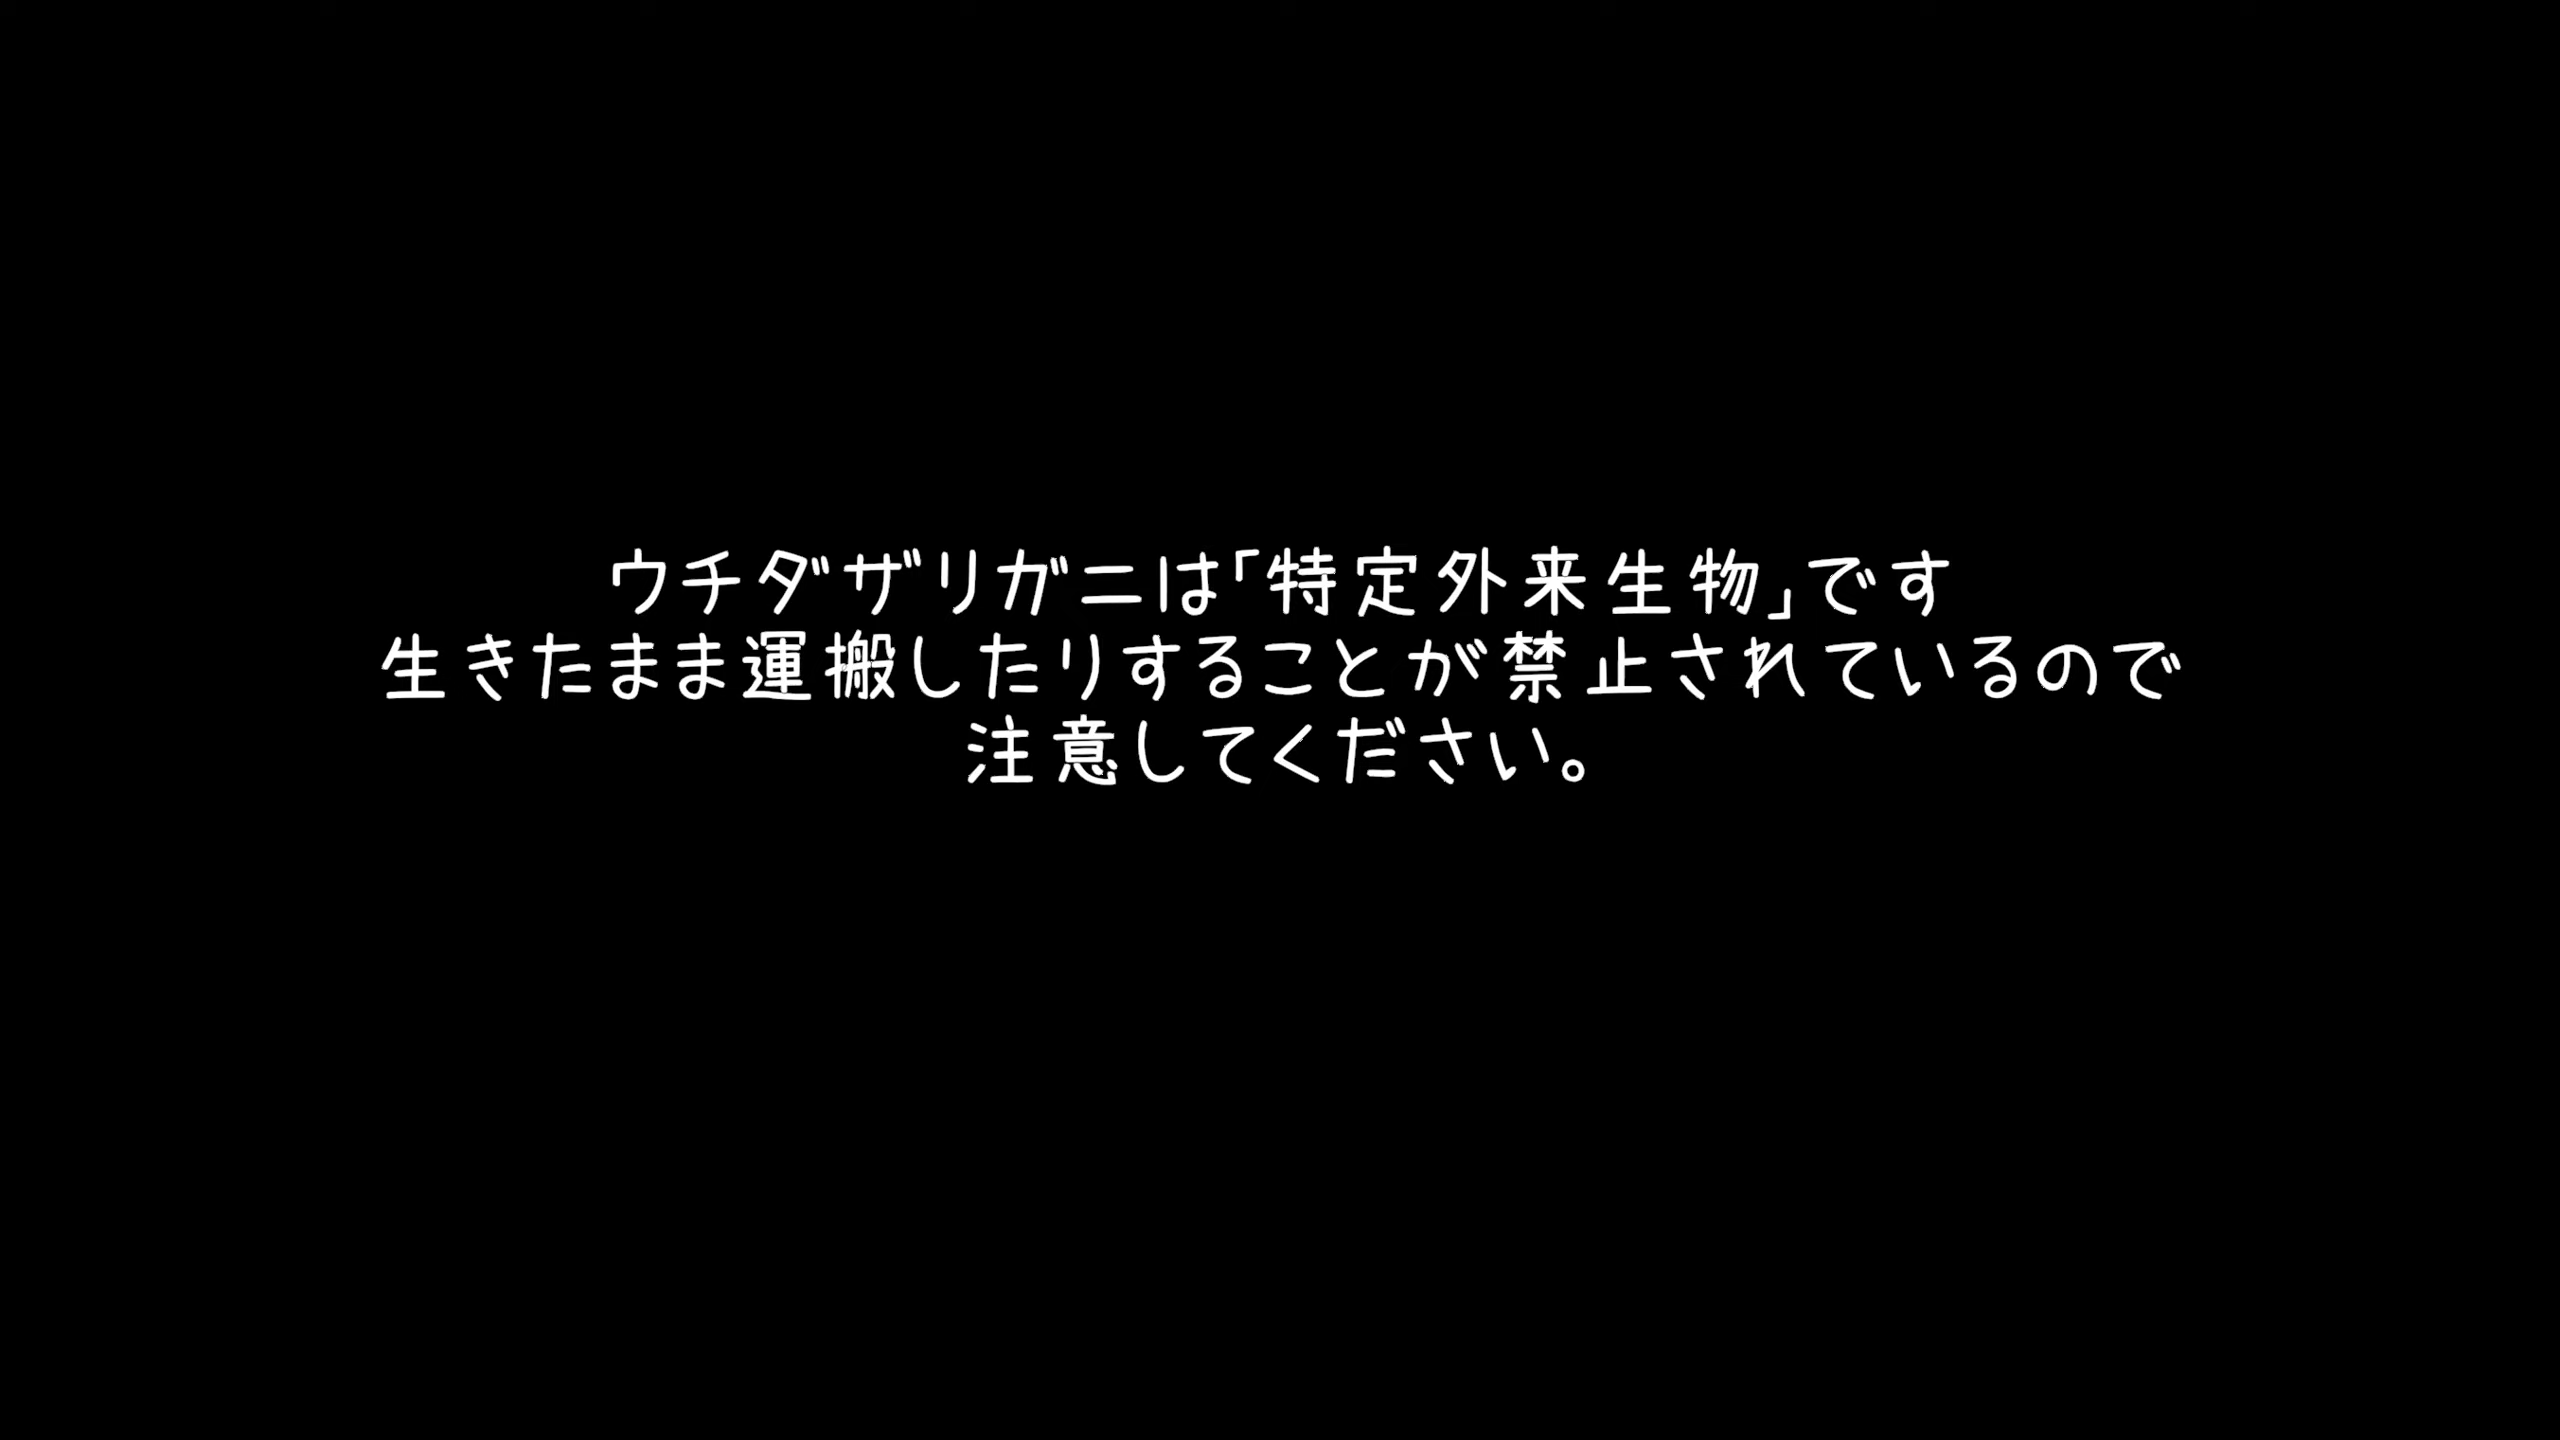 ウチダザリガニは「特定外来生物」です
生きたまま運搬したりすることが禁止されているので
注意してください。